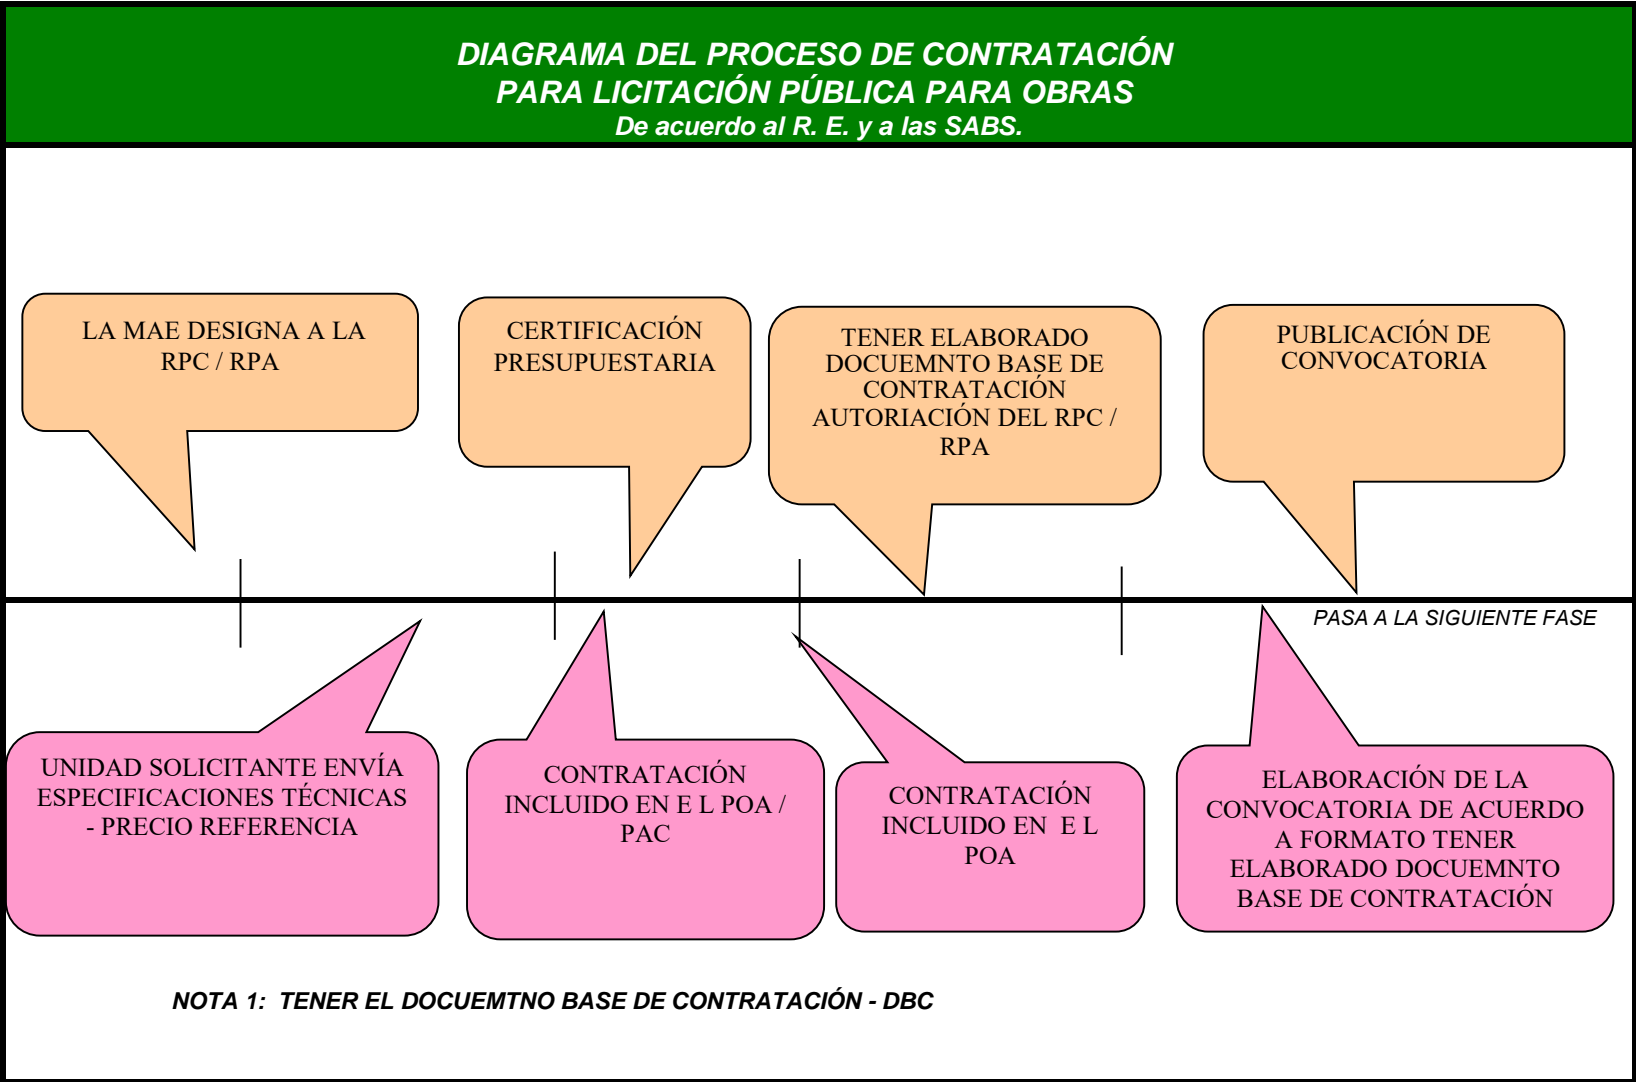 DIAGRAMA DEL PROCESO DE CONTRATACIÓN
PARA LICITACIÓN PÚBLICA PARA OBRAS
De acuerdo al R. E. y a las SABS.
LA MAE DESIGNA A LA
RPC / RPA
CERTIFICACIÓN
PRESUPUESTARIA
TENER ELABORADO
DOCUEMNTO BASE DE
CONTRATACIÓN
AUTORIACIÓN DEL RPC /
RPA
PUBLICACIÓN DE
CONVOCATORIA
PASA A LA SIGUIENTE FASE
UNIDAD SOLICITANTE ENVÍA
ESPECIFICACIONES TÉCNICAS
- PRECIO REFERENCIA
CONTRATACIÓN
INCLUIDO EN E L POA /
PAC
CONTRATACIÓN
INCLUIDO EN  E L
POA
ELABORACIÓN DE LA
CONVOCATORIA DE ACUERDO
A FORMATO TENER
ELABORADO DOCUEMNTO
BASE DE CONTRATACIÓN
NOTA 1:  TENER EL DOCUEMTNO BASE DE CONTRATACIÓN - DBC